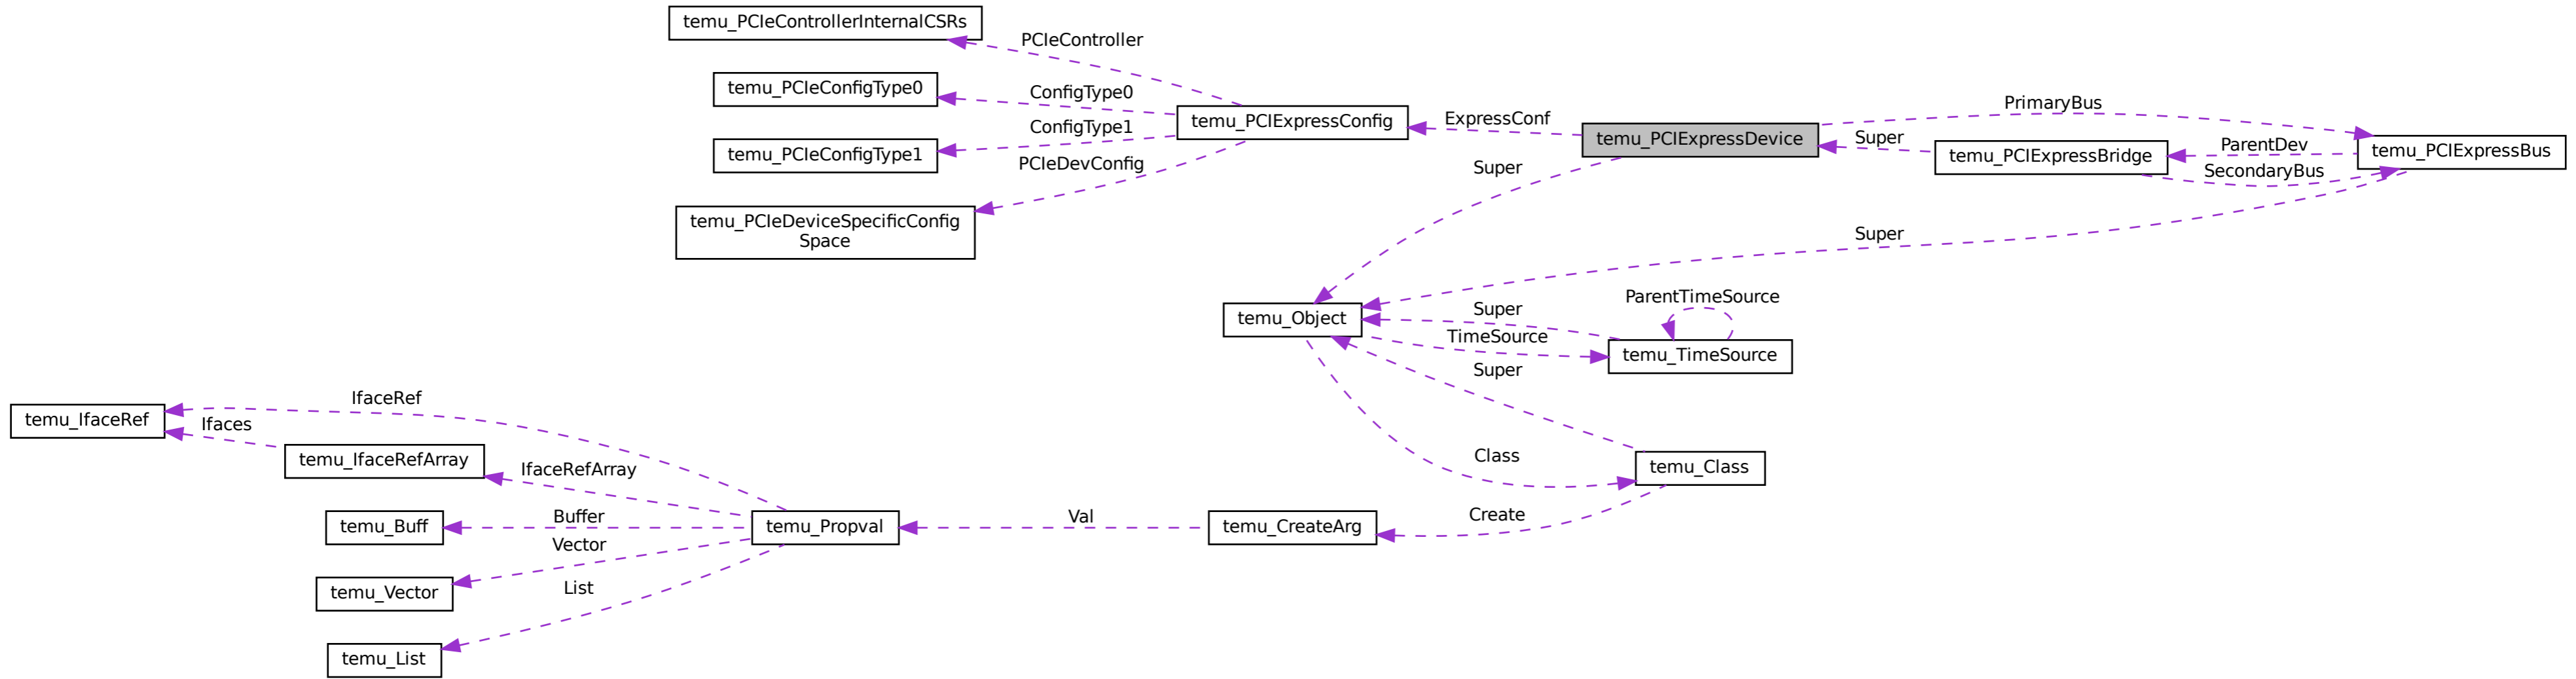 temu_PCIeControllerInternalCSRs
PCIeController
temu_PCIeConfigType0
ConfigType0
temu_PCIExpressConfig
ExpressConf
temu_PCIExpressDevice
PrimaryBus
Super
temu_PCIExpressBridge
ParentDev
SecondaryBus
temu_PCIExpressBus
ConfigType1
temu_PCIeConfigType1
PCIeDevConfig
temu_PCIeDeviceSpecificConfig
Space
Super
Super
temu_Object
Super
TimeSource
ParentTimeSource
temu_TimeSource
Super
Class
temu_Class
Create
temu_IfaceRef
IfaceRef
Ifaces
temu_IfaceRefArray
IfaceRefArray
temu_Buff
Buffer
temu_Propval
Val
temu_CreateArg
Vector
temu_Vector
List
temu_List